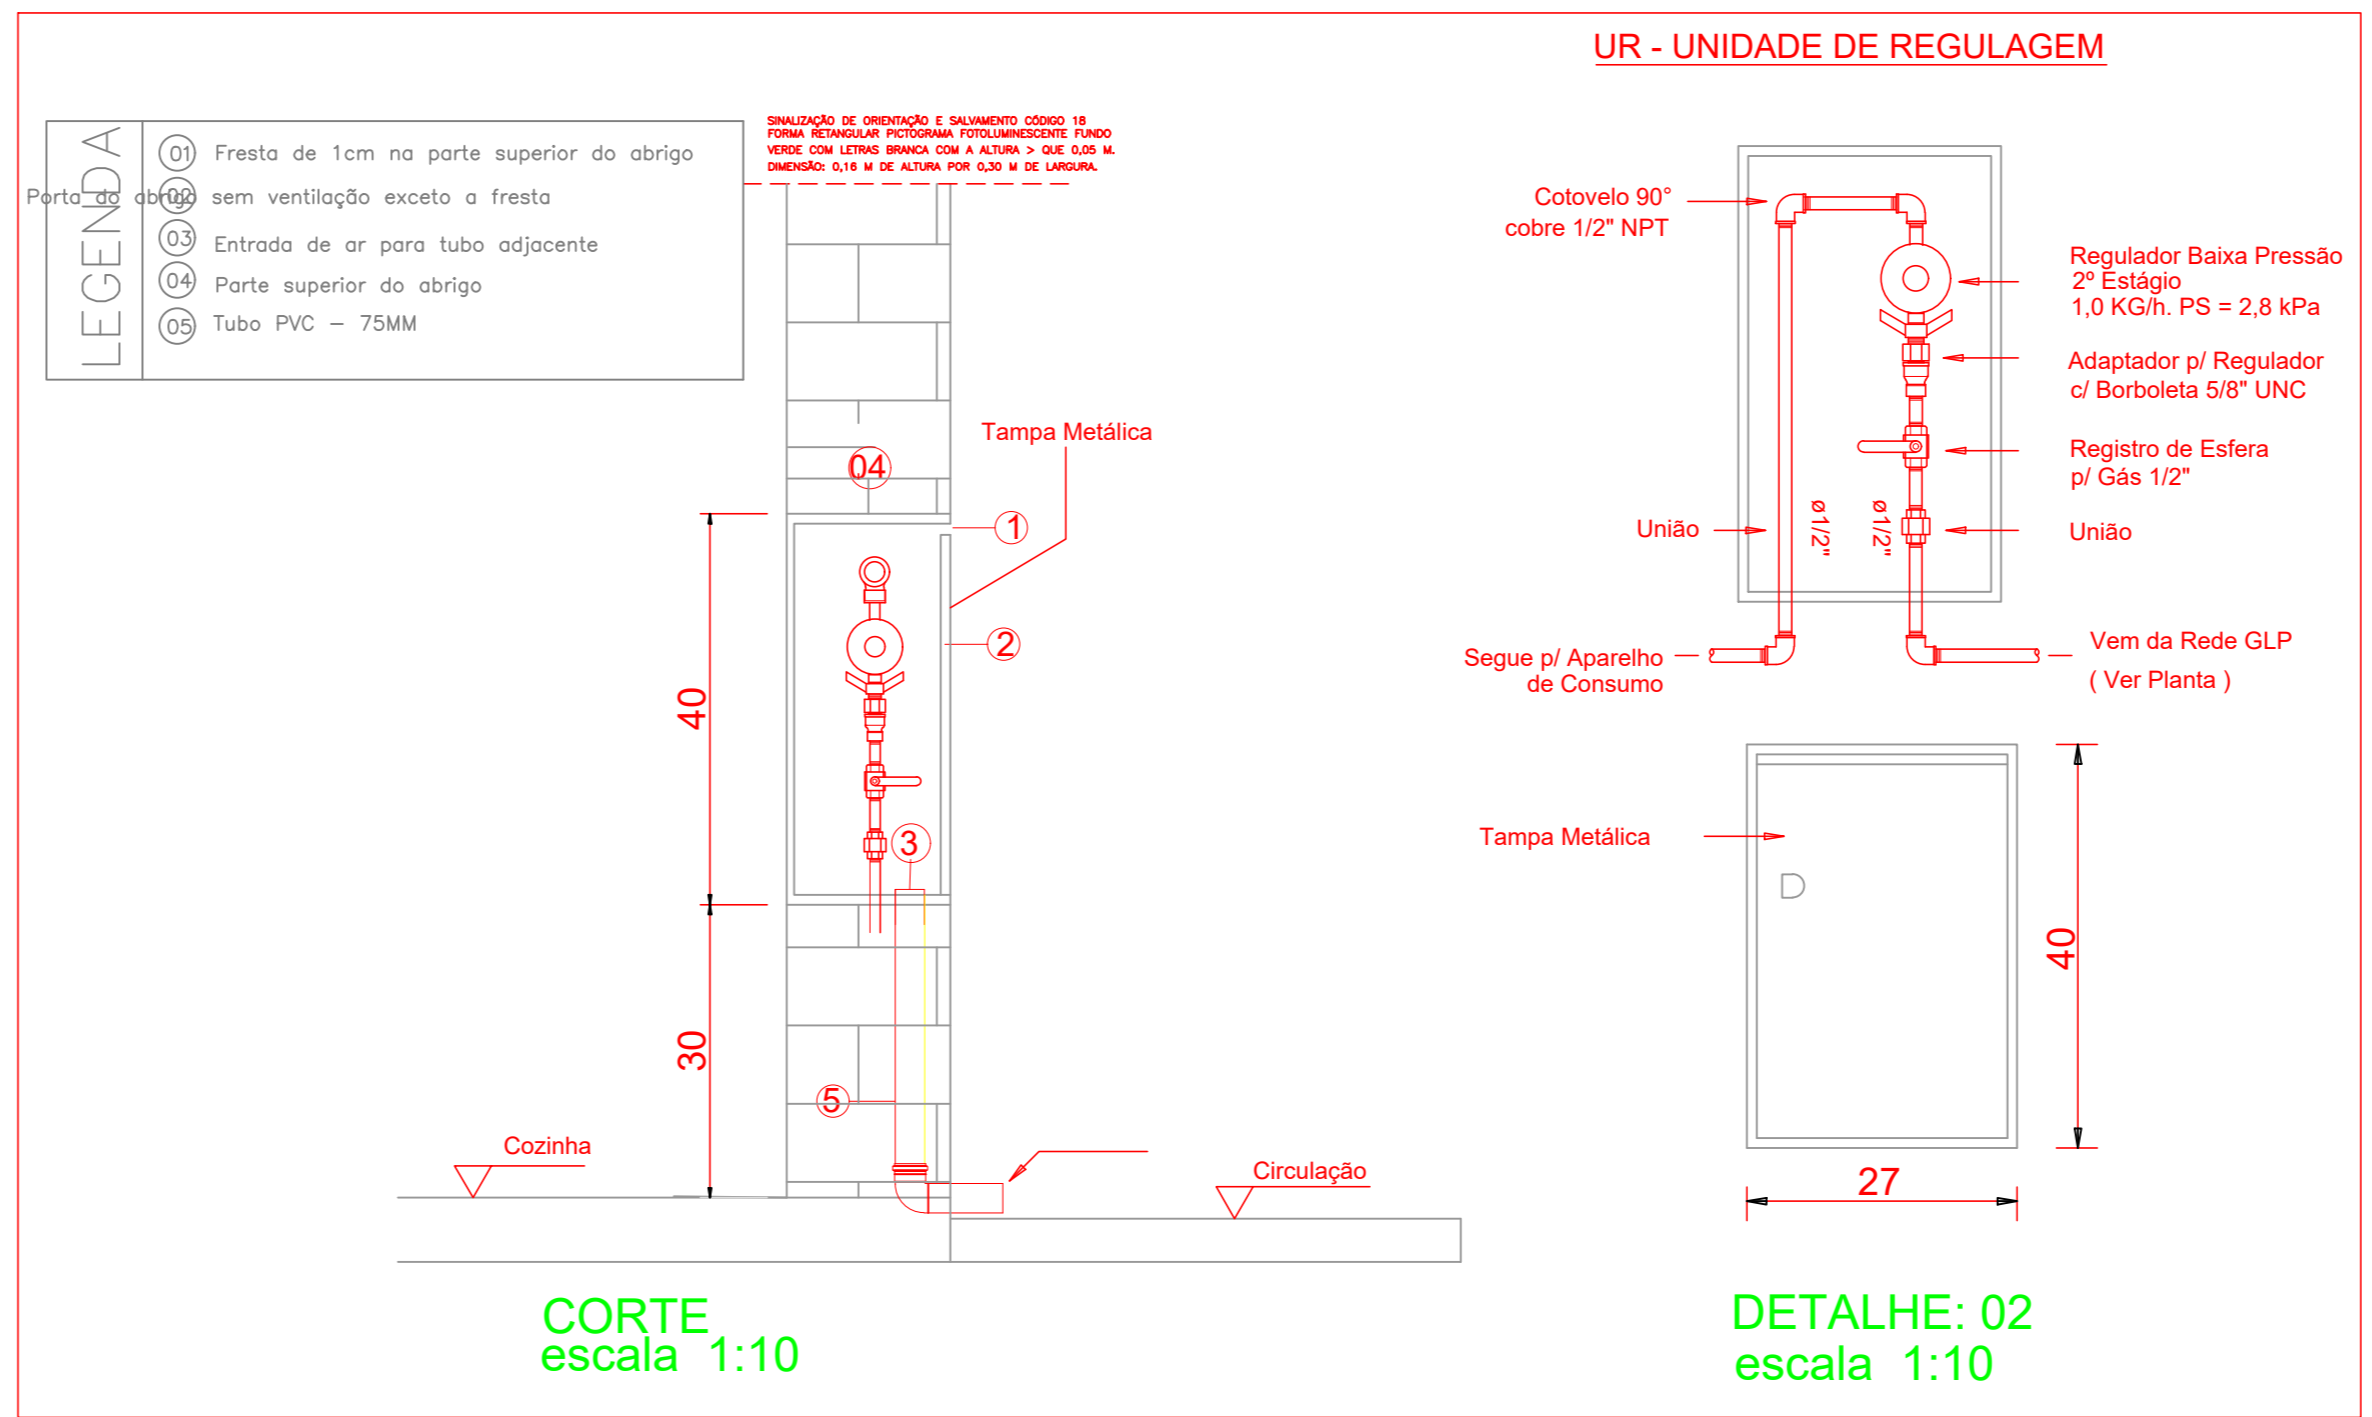 UR - UNIDADE DE REGULAGEM
LEGENDA
01 Fresta de 1cm na parte superior do abrigo
02 Porta do abrigo sem ventilação exceto a fresta
03 Entrada de ar para tubo adjacente
04 Parte superior do abrigo
05 Tubo PVC - 75MM
SINALIZAÇÃO DE ORIENTAÇÃO E SALVAMENTO CÓDIGO 18
FORMA RETANGULAR PICTOGRAMA FOTOLUMINESCENTE FUNDO
VERDE COM LETRAS BRANCA COM A ALTURA > QUE 0,05 M.
DIMENSÃO: 0,16 M DE ALTURA POR 0,30 M DE LARGURA.
Tampa Metálica
04
1
2
3
5
40
30
Cozinha
Circulação
CORTE
escala 1:10
Cotovelo 90°
cobre 1/2" NPT
Regulador Baixa Pressão
2º Estágio
1,0 KG/h. PS = 2,8 kPa
Adaptador p/ Regulador
c/ Borboleta 5/8" UNC
Registro de Esfera
p/ Gás 1/2"
União
ø1/2"
ø1/2"
União
Segue p/ Aparelho
de Consumo
Vem da Rede GLP
( Ver Planta )
Tampa Metálica
40
27
DETALHE: 02
escala 1:10